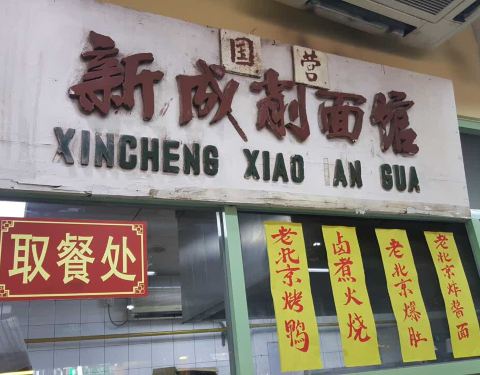 国营
新成削面馆
XINCHENG XIAO IAN GUA
取餐处
老北京烤鸭
卤煮火烧
老北京爆肚
老北京炸酱面